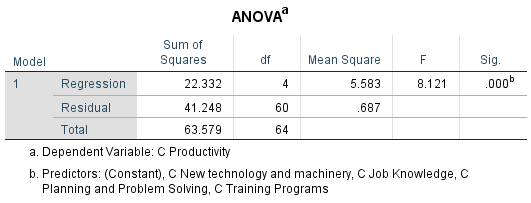 ANOVAa
Model Sum of Squares df Mean Square F Sig.
1 Regression 22.332 4 5.583 8.121 .000b
Residual 41.248 60 .687
Total 63.579 64
a. Dependent Variable: C Productivity
b. Predictors: (Constant), C New technology and machinery, C Job Knowledge, C
Planning and Problem Solving, C Training Programs